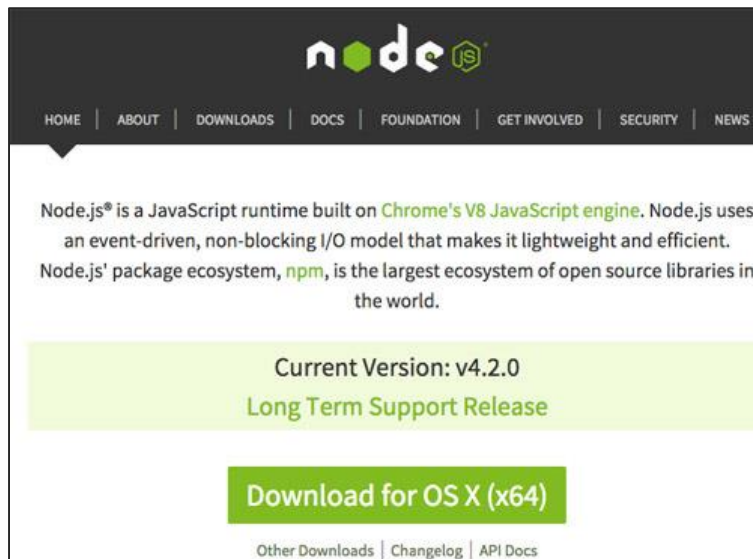 node JS
HOME | ABOUT | DOWNLOADS | DOCS | FOUNDATION | GET INVOLVED | SECURITY | NEWS
Node.js® is a JavaScript runtime built on Chrome's V8 JavaScript engine. Node.js uses
an event-driven, non-blocking I/O model that makes it lightweight and efficient.
Node.js' package ecosystem, npm, is the largest ecosystem of open source libraries in
the world.
Current Version: v4.2.0
Long Term Support Release
Download for OS X (x64)
Other Downloads | Changelog | API Docs